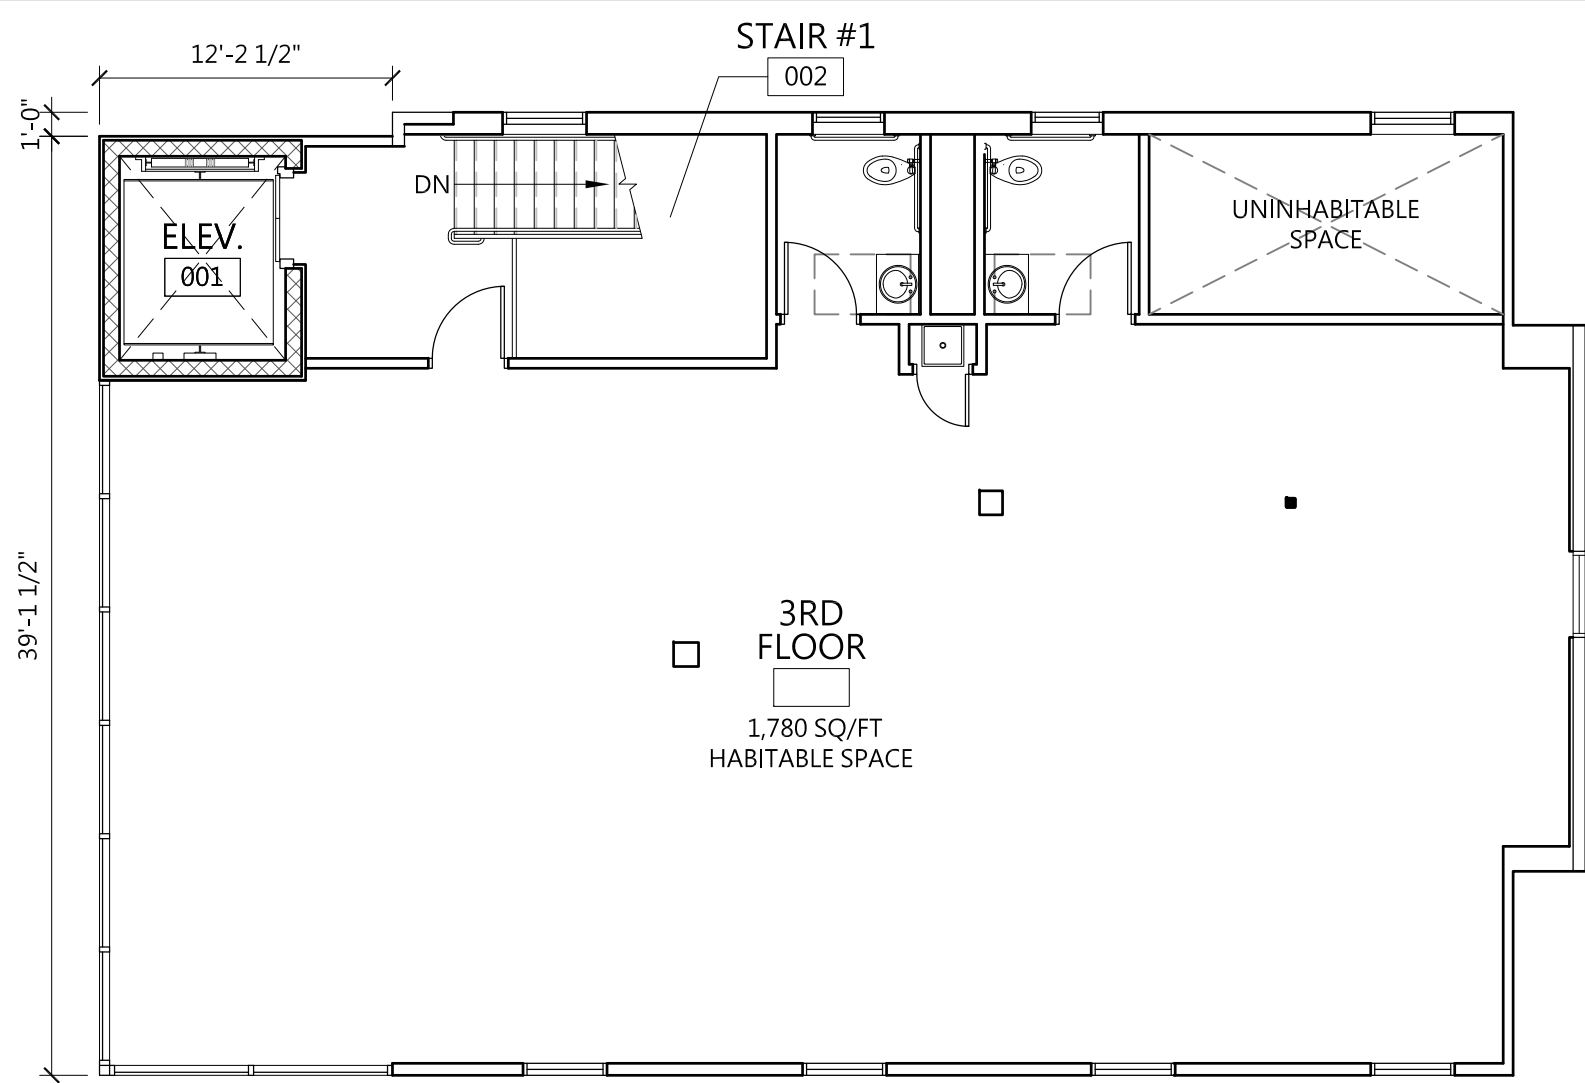 STAIR #1
002
12'-2 1/2"
1'-0"
DN
ELEV.
001
UNINHABITABLE
SPACE
39'-1 1/2"
3RD
FLOOR
1,780 SQ/FT
HABITABLE SPACE